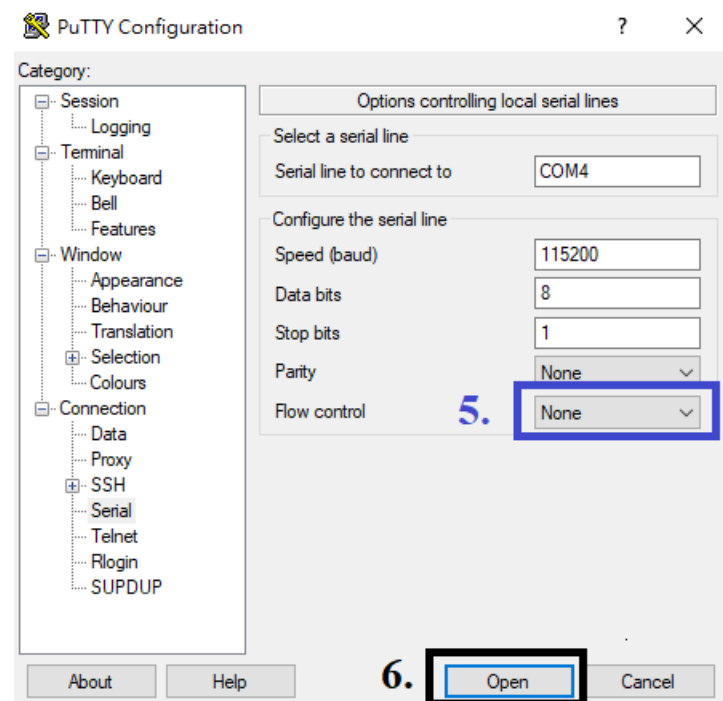 PuTTY Configuration
?
Category:
Session
Logging
Terminal
Keyboard
Bell
Features
Window
Appearance
Behaviour
Translation
Selection
Colours
Connection
Data
Proxy
SSH
Serial
Telnet
Rlogin
SUPDUP
Options controlling local serial lines
Select a serial line
Serial line to connect to COM4
Configure the serial line
Speed (baud) 115200
Data bits 8
Stop bits 1
Parity None
Flow control 5. None
About Help 6. Open Cancel